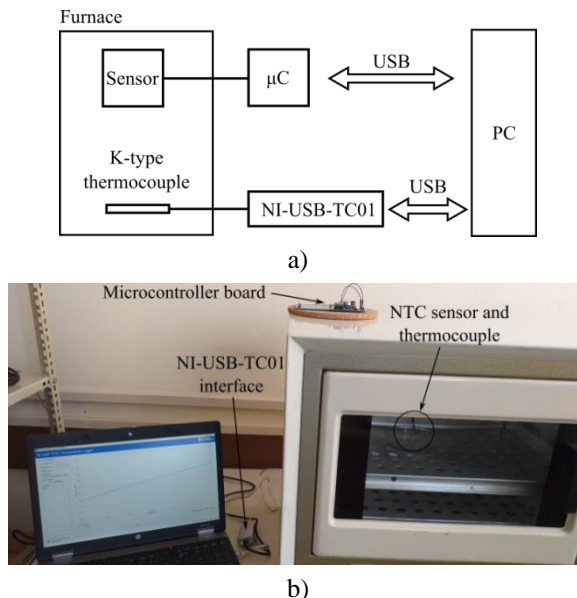 Furnace
Sensor
μC
USB
PC
K-type
thermocouple
NI-USB-TC01
USB
a)
Microcontroller board
NTC sensor and
thermocouple
NI-USB-TC01
interface
b)